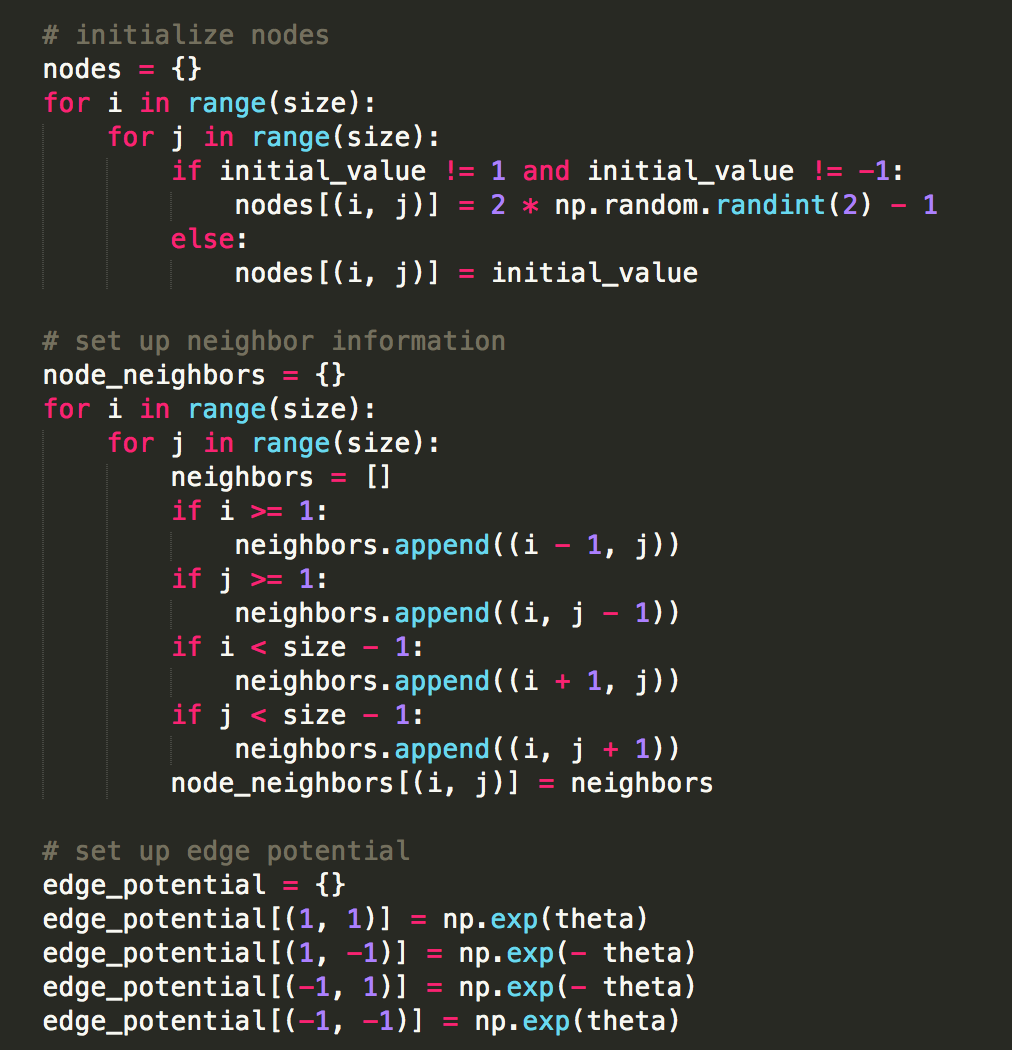 # initialize nodes
nodes = {}
for i in range(size):
    for j in range(size):
        if initial_value != 1 and initial_value != -1:
            nodes[(i, j)] = 2 * np.random.randint(2) - 1
        else:
            nodes[(i, j)] = initial_value

# set up neighbor information
node_neighbors = {}
for i in range(size):
    for j in range(size):
        neighbors = []
        if i >= 1:
            neighbors.append((i - 1, j))
        if j >= 1:
            neighbors.append((i, j - 1))
        if i < size - 1:
            neighbors.append((i + 1, j))
        if j < size - 1:
            neighbors.append((i, j + 1))
        node_neighbors[(i, j)] = neighbors

# set up edge potential
edge_potential = {}
edge_potential[(1, 1)] = np.exp(theta)
edge_potential[(1, -1)] = np.exp(- theta)
edge_potential[(-1, 1)] = np.exp(- theta)
edge_potential[(-1, -1)] = np.exp(theta)